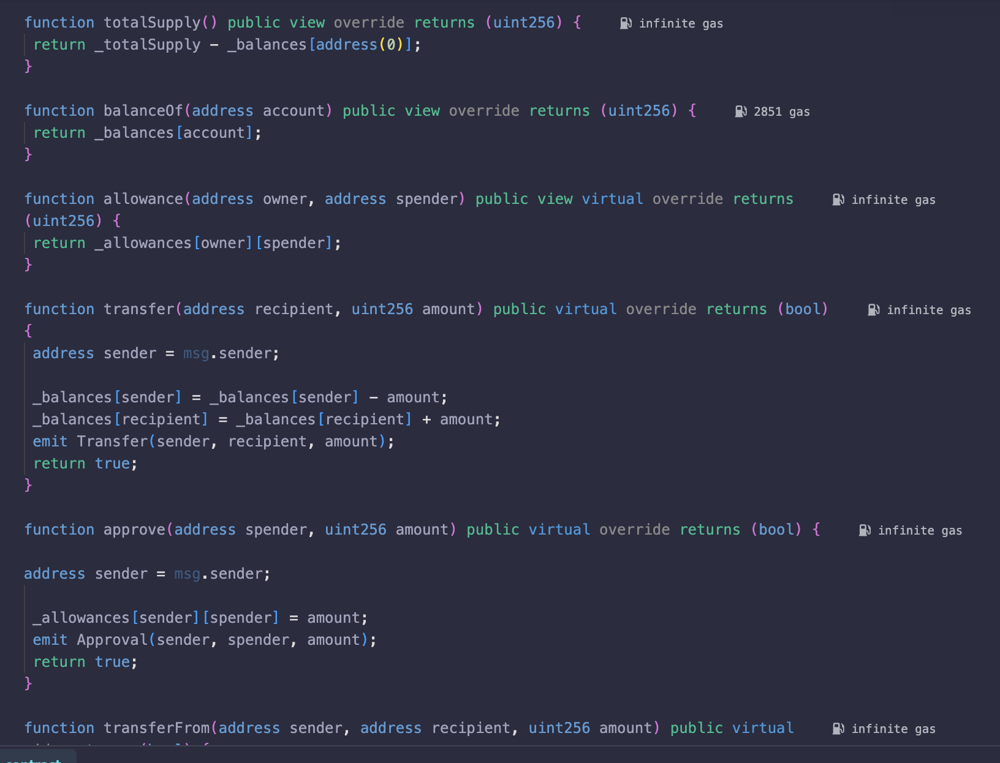 function totalSupply() public view override returns (uint256) { infinite gas
return _totalSupply - _balances[address(0)];
}
function balanceOf(address account) public view override returns (uint256) { 2851 gas
return _balances[account];
}
function allowance(address owner, address spender) public view virtual override returns infinite gas
(uint256) {
return _allowances[owner][spender];
}
function transfer(address recipient, uint256 amount) public virtual override returns (bool) infinite gas
{
address sender = msg.sender;
_balances[sender] = _balances[sender] - amount;
_balances[recipient] = _balances[recipient] + amount;
emit Transfer(sender, recipient, amount);
return true;
}
function approve(address spender, uint256 amount) public virtual override returns (bool) { infinite gas
address sender = msg.sender;
_allowances[sender][spender] = amount;
emit Approval(sender, spender, amount);
return true;
}
function transferFrom(address sender, address recipient, uint256 amount) public virtual infinite gas
contract